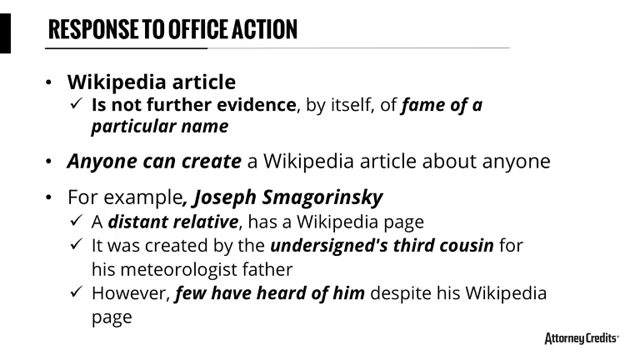 RESPONSE TO OFFICE ACTION
• Wikipedia article
✓ Is not further evidence, by itself, of fame of a
particular name
• Anyone can create a Wikipedia article about anyone
• For example, Joseph Smagorinsky
✓ A distant relative, has a Wikipedia page
✓ It was created by the undersigned's third cousin for
his meteorologist father
✓ However, few have heard of him despite his Wikipedia
page
Attorney Credits